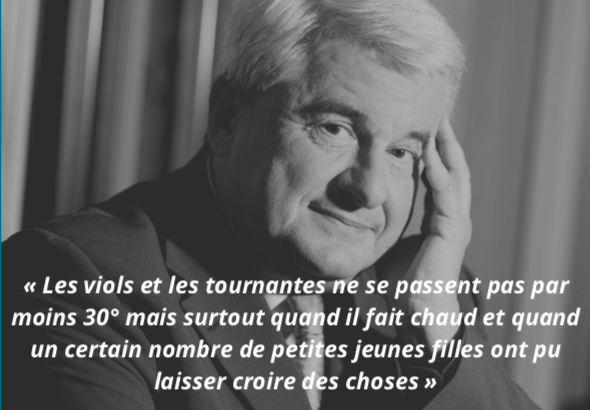 « Les viols et les tournantes ne se passent pas par
moins 30° mais surtout quand il fait chaud et quand
un certain nombre de petites jeunes filles ont pu
laisser croire des choses »